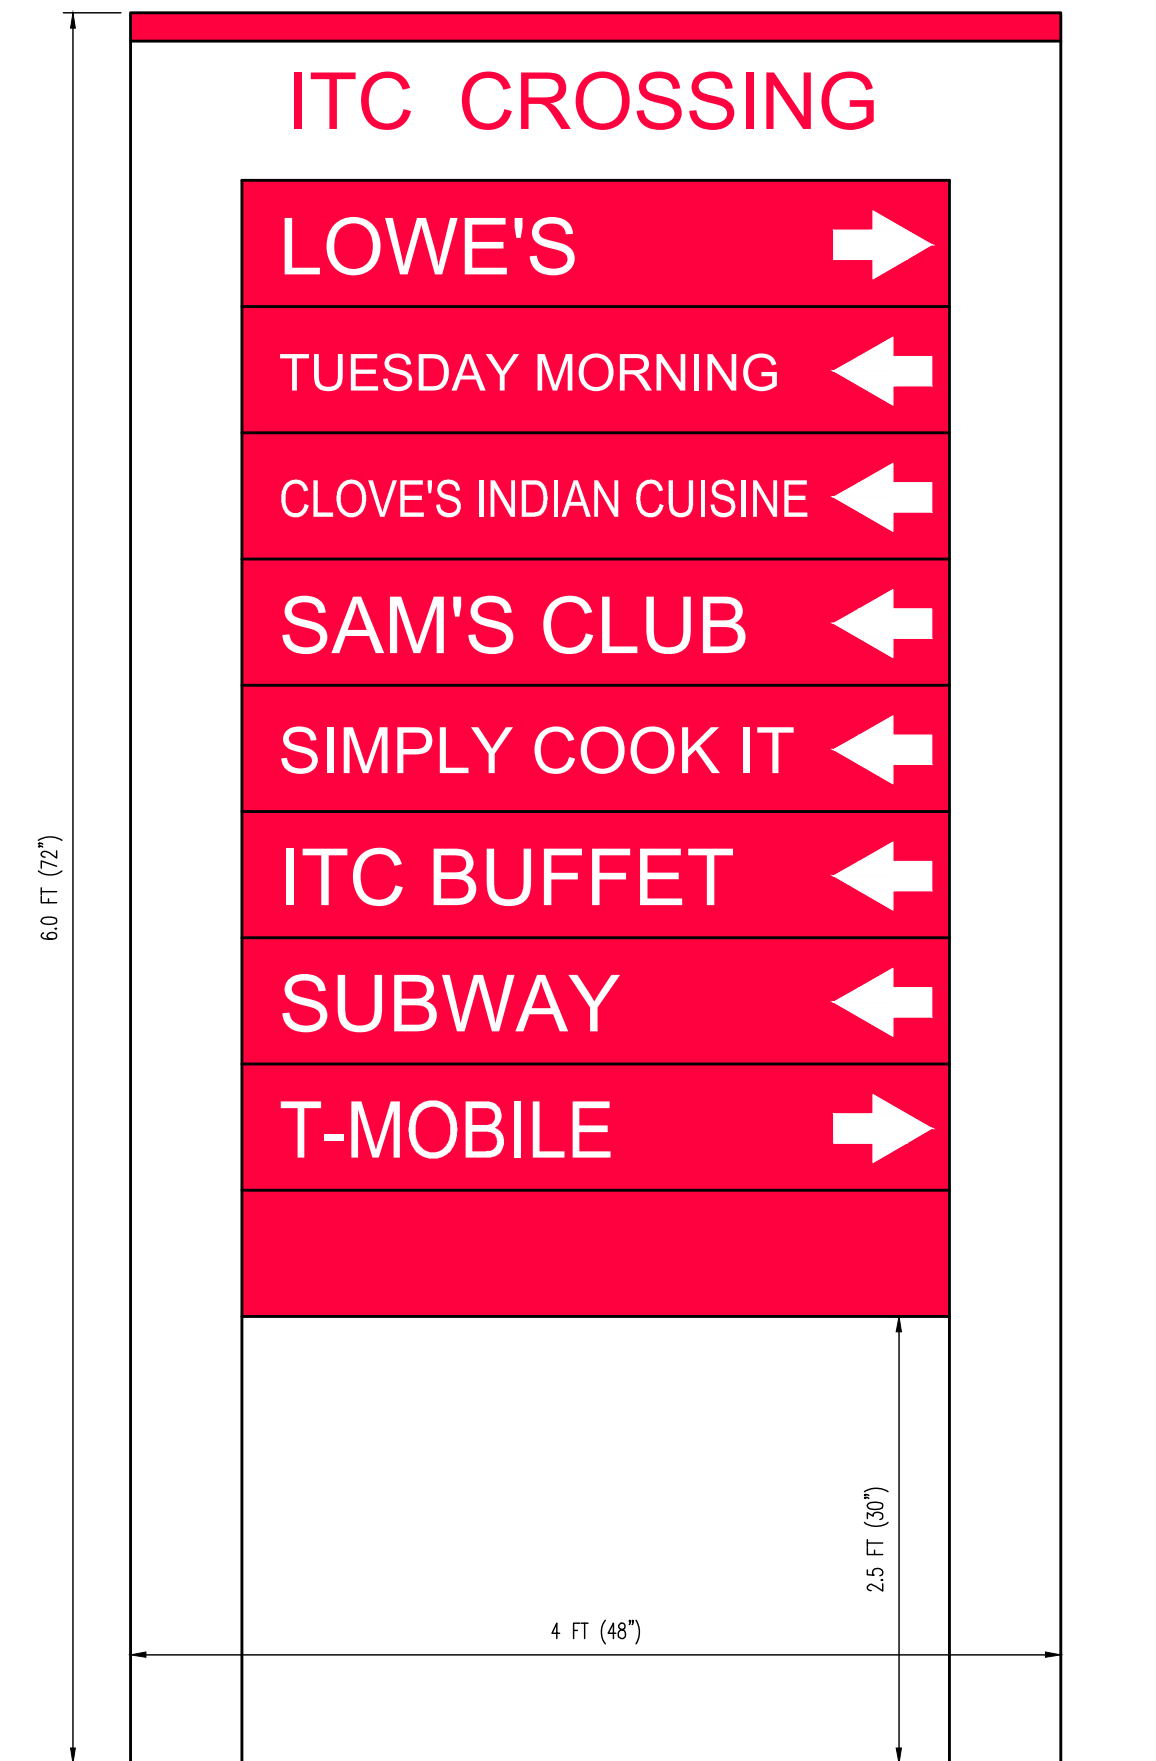 ITC CROSSING
LOWE'S
TUESDAY MORNING
CLOVE'S INDIAN CUISINE
SAM'S CLUB
SIMPLY COOK IT
ITC BUFFET
SUBWAY
T-MOBILE
6.0 FT (72")
2.5 FT (30")
4 FT (48")